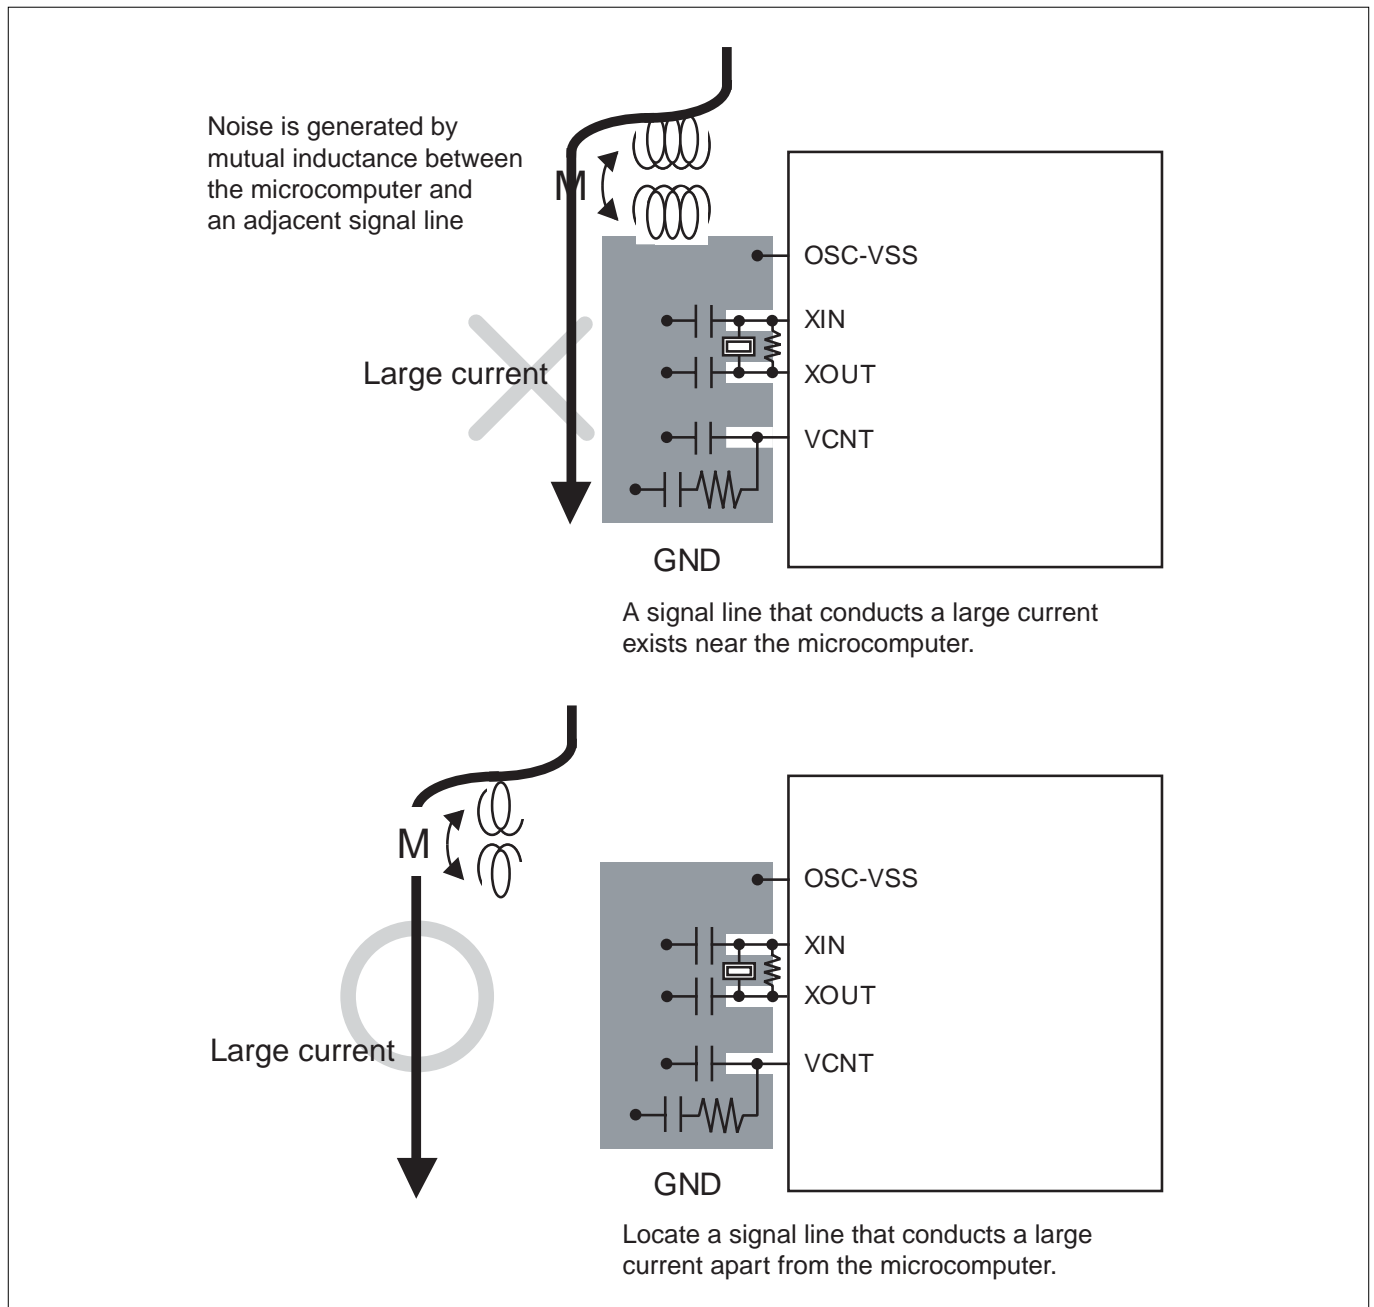 Noise is generated by
mutual inductance between
the microcomputer and
an adjacent signal line
M
OSC-VSS
XIN
XOUT
VCNT
Large current
GND
A signal line that conducts a large current
exists near the microcomputer.
M
OSC-VSS
XIN
XOUT
VCNT
Large current
GND
Locate a signal line that conducts a large
current apart from the microcomputer.